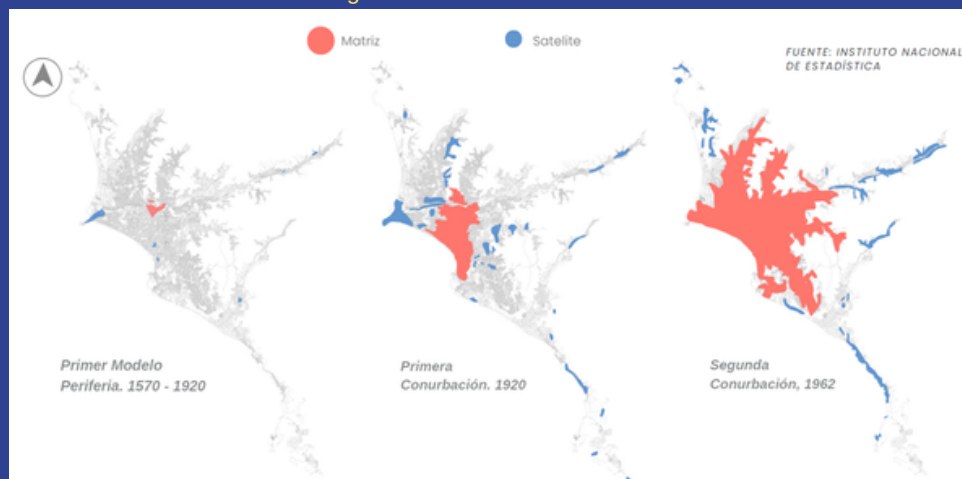 Matriz
Satelite
FUENTE: INSTITUTO NACIONAL
DE ESTADÍSTICA
Primer Modelo
Periferia. 1570 - 1920
Primera
Conurbación. 1920
Segunda
Conurbación, 1962